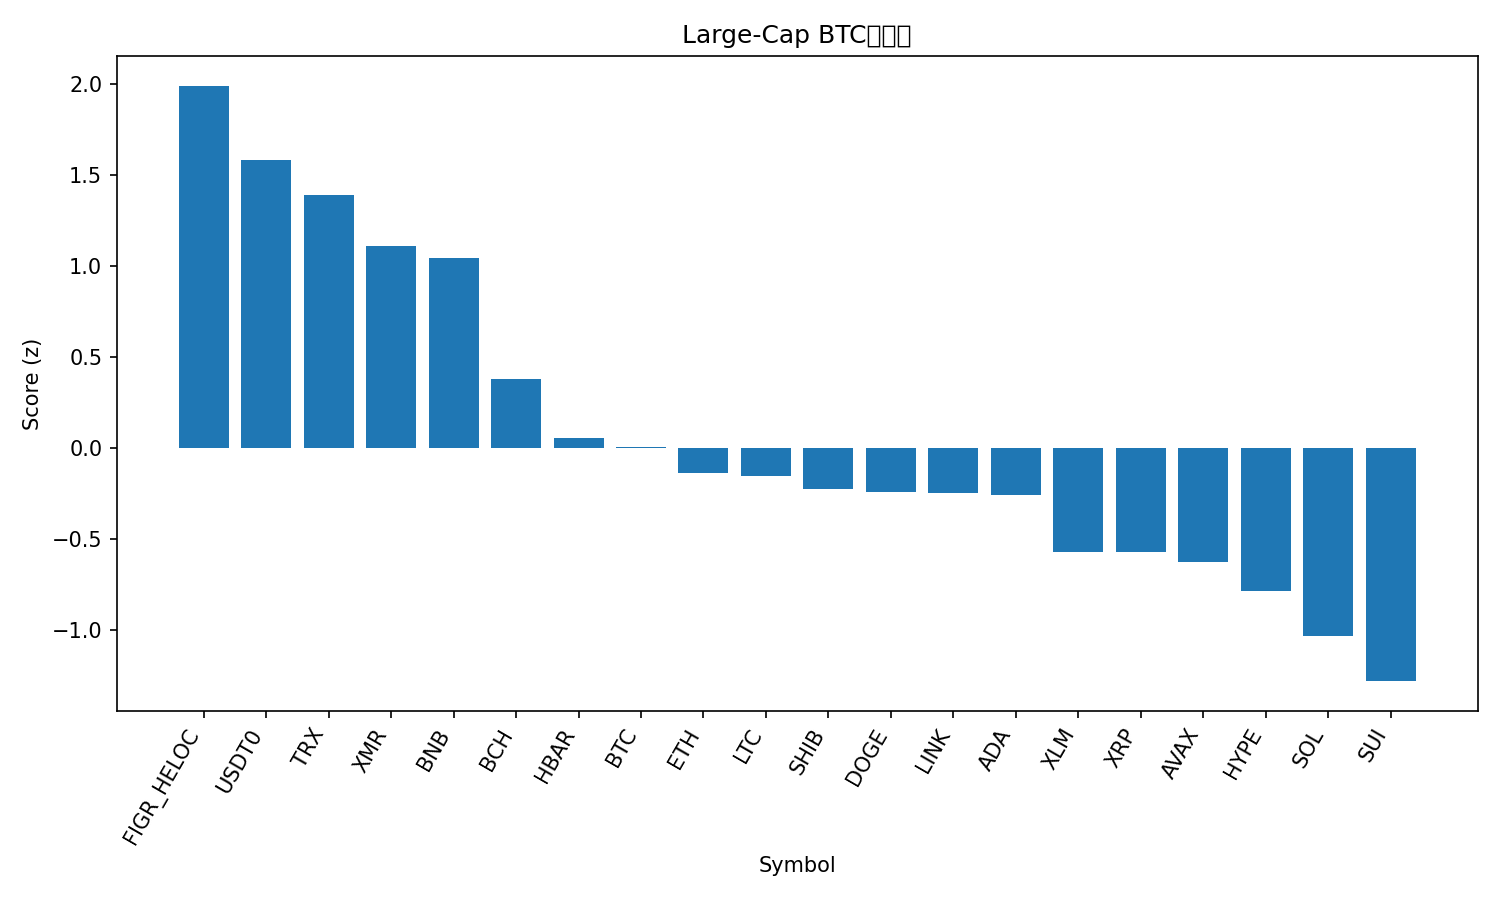 Large-Cap BTC
Score (z)
2.0
1.5
1.0
0.5
0.0
−0.5
−1.0
FIGR_HELOC
USDT0
TRX
XMR
BNB
BCH
HBAR
BTC
ETH
LTC
SHIB
DOGE
LINK
ADA
XLM
XRP
AVAX
HYPE
SOL
SUI
Symbol